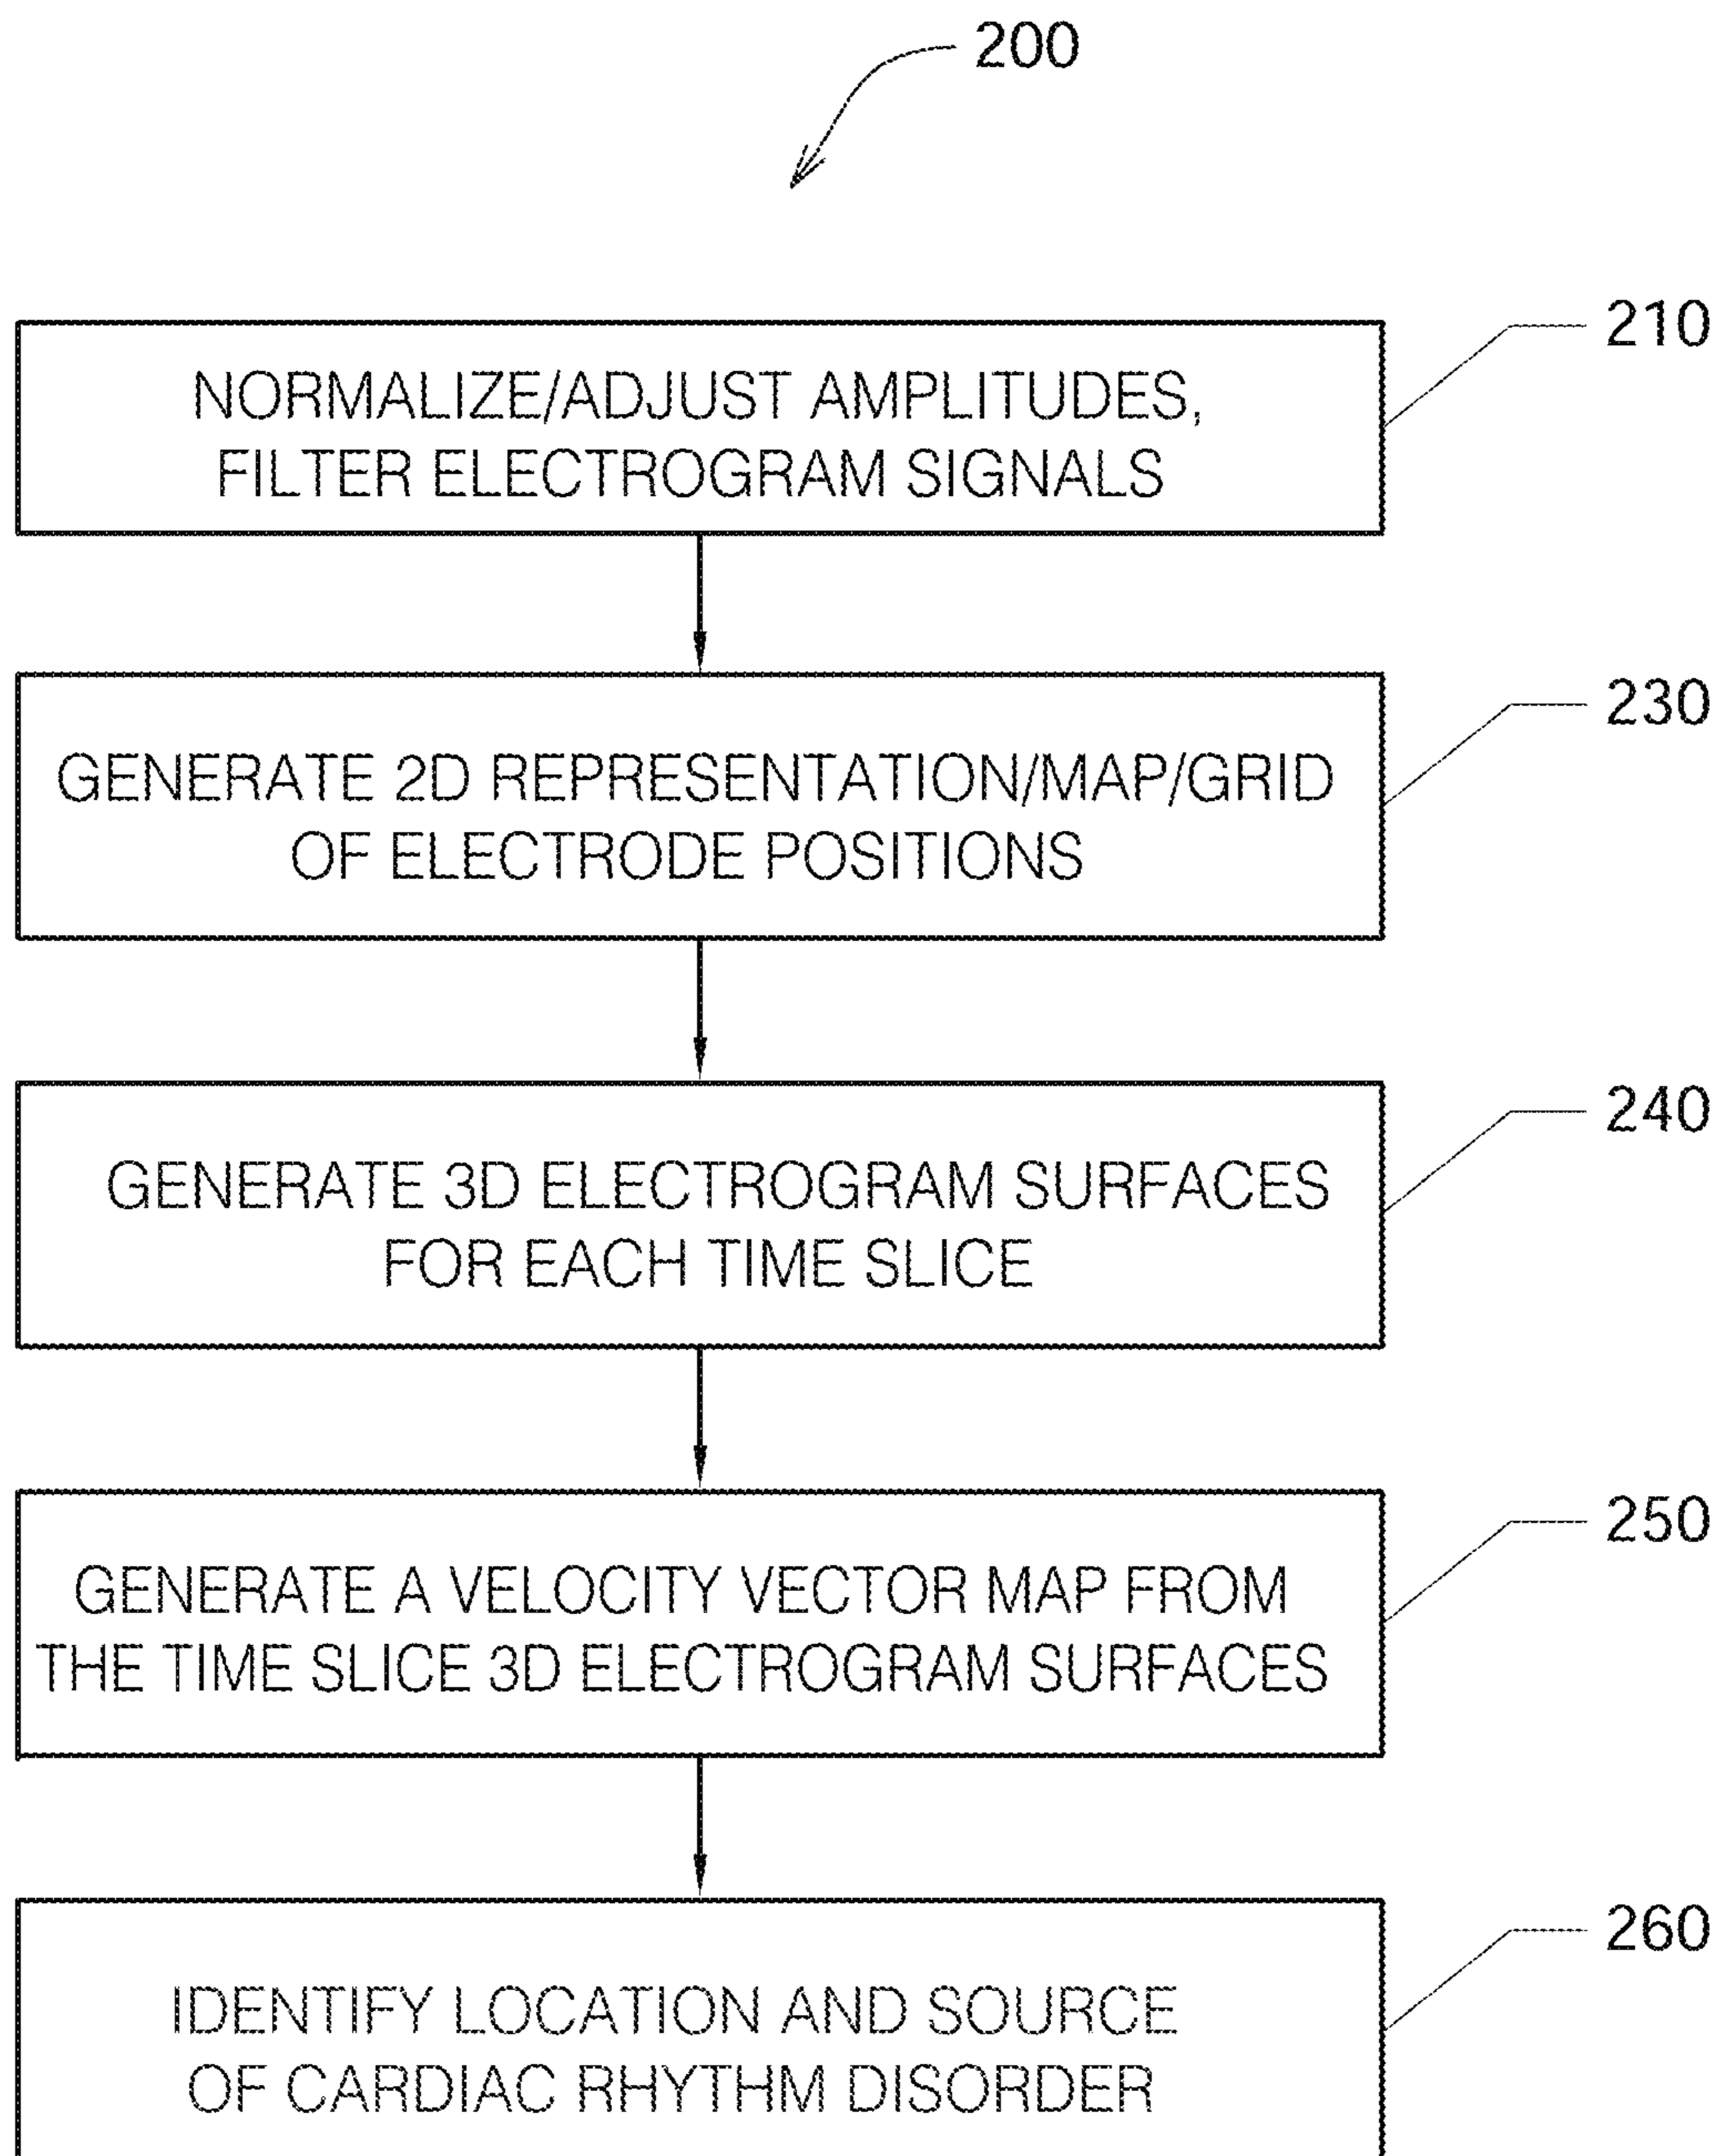 200
210
NORMALIZE/ADJUST AMPLITUDES,
FILTER ELECTROGRAM SIGNALS
230
GENERATE 2D REPRESENTATION/MAP/GRID
OF ELECTRODE POSITIONS
240
GENERATE 3D ELECTROGRAM SURFACES
FOR EACH TIME SLICE
250
GENERATE A VELOCITY VECTOR MAP FROM
THE TIME SLICE 3D ELECTROGRAM SURFACES
260
IDENTIFY LOCATION AND SOURCE
OF CARDIAC RHYTHM DISORDER